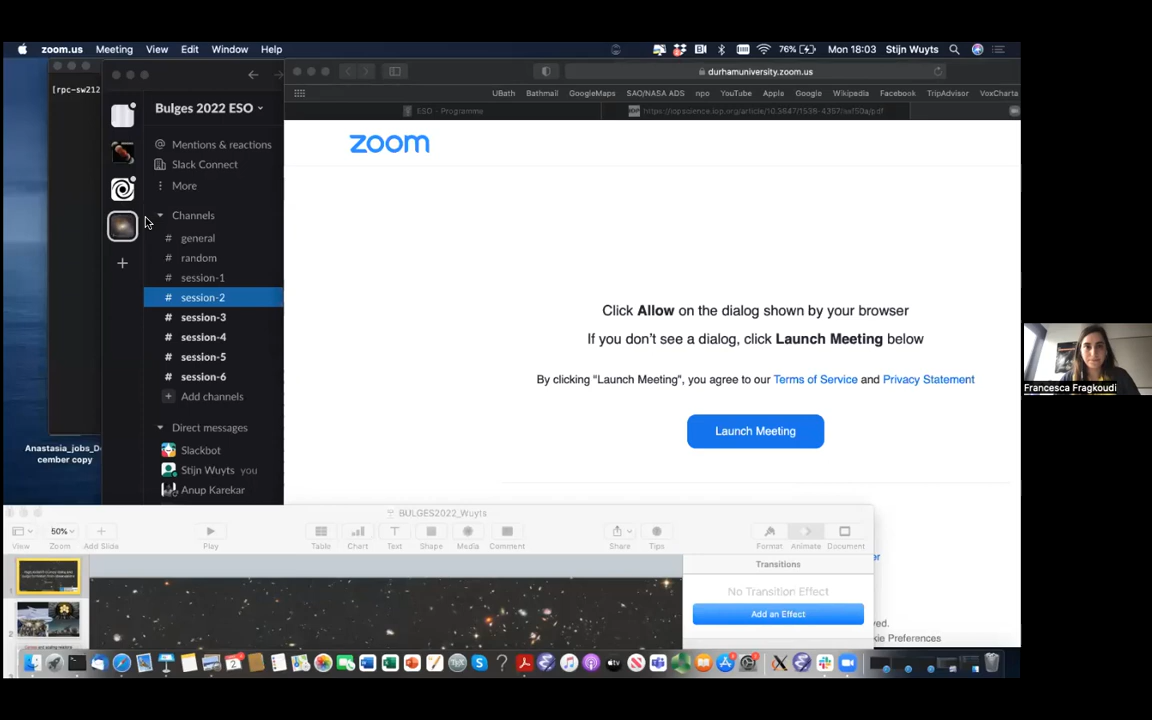 zoom.us Meeting View Edit Window Help 76% Mon 18:03 Stijn Wuyts
[rpc-sw212
durhamuniversity.zoom.us
UBath Bathmail GoogleMaps SAO/NASA ADS npo YouTube Apple Google Wikipedia Facebook TripAdvisor VoxCharta
ESO - Programme
Bulges 2022 ESO
Mentions & reactions
Slack Connect
More
Channels
# general
# random
# session-1
# session-2
# session-3
# session-4
# session-5
# session-6
+ Add channels
Direct messages
Slackbot
Stijn Wuyts you
Anup Karekar
Anastasia_jobs_De
cember copy
zoom
Click Allow on the dialog shown by your browser
If you don't see a dialog, click Launch Meeting below
By clicking "Launch Meeting", you agree to our Terms of Service and Privacy Statement
Launch Meeting
Francesca Fragkoudi
BULGES2022_Wuyts
50%
View Zoom Add Slide Play Table Chart Text Shape Media Comment Share Tips Format Animate Document
Transitions
No Transition Effect
Add an Effect
1
2
ved.
kie Preferences